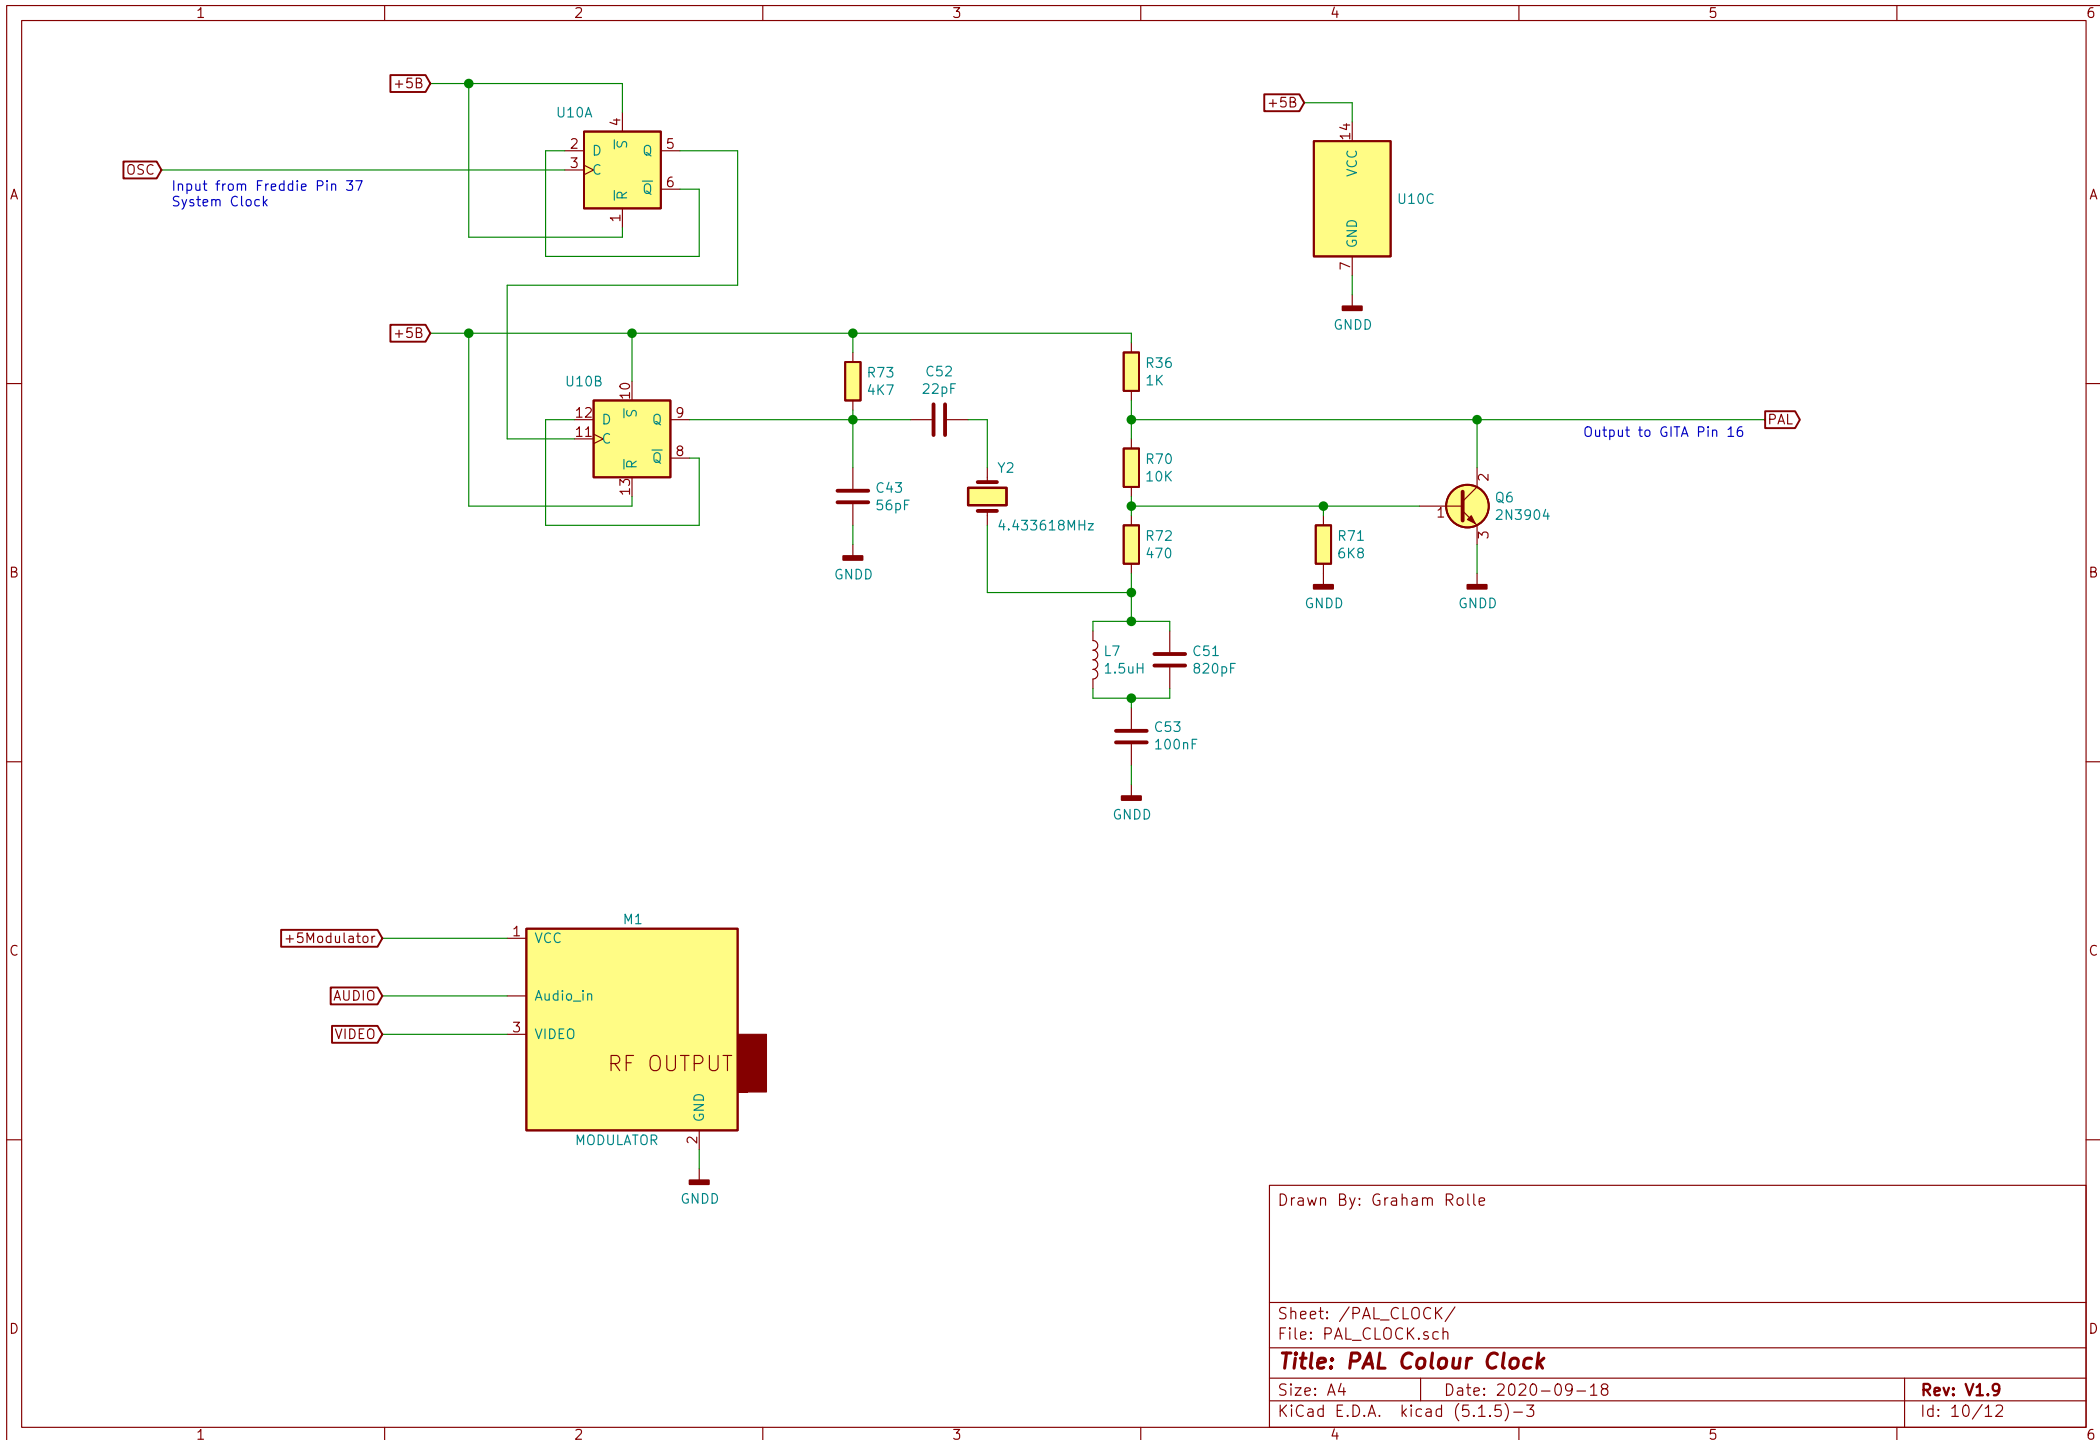 1 2 3 4 5 6
+5B
U10A
+5B
4
14
2 D S Q 5
OSC
3 C
VCC
Input from Freddie Pin 37
System Clock
Q 6
R
1
A
A
U10C
GND
7
GNDD
+5B
R36
1K
R73
4K7
C52
22pF
U10B
10
12 D S Q 9
11 C
Q 8
R
13
PAL
Output to GITA Pin 16
R70
10K
Y2
4.433618MHz
C43
56pF
GNDD
2
1
Q6
2N3904
3
R72
470
R71
6K8
B
B
GNDD
GNDD
L7
1.5uH
C51
820pF
C53
100nF
GNDD
M1
+5Modulator
1 VCC
C
C
AUDIO
Audio_in
VIDEO
3 VIDEO
RF OUTPUT
GND
MODULATOR
2
GNDD
Drawn By: Graham Rolle
Sheet: /PAL_CLOCK/
File: PAL_CLOCK.sch
D
D
Title: PAL Colour Clock
Size: A4
Date: 2020-09-18
Rev: V1.9
KiCad E.D.A. kicad (5.1.5)-3
Id: 10/12
1 2 3 4 5 6